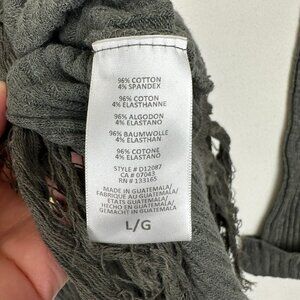 96% COTTON
4% SPANDEX
96% COTON
4% ELASTHANNE
96% ALGODON
4% ELASTANO
96% BAUMWOLLE
4% ELASTHAN
96% COTONE
4% ELASTANO
STYLE # D12087
CA # 07043
RN # 133165
MADE IN GUATEMALA/
FABRIQUÉ AU GUATEMALA/
ETATS GUATEMALA/
HECHO EN GUATEMALA/
GEMACHT IN GUATEMALA
L/G